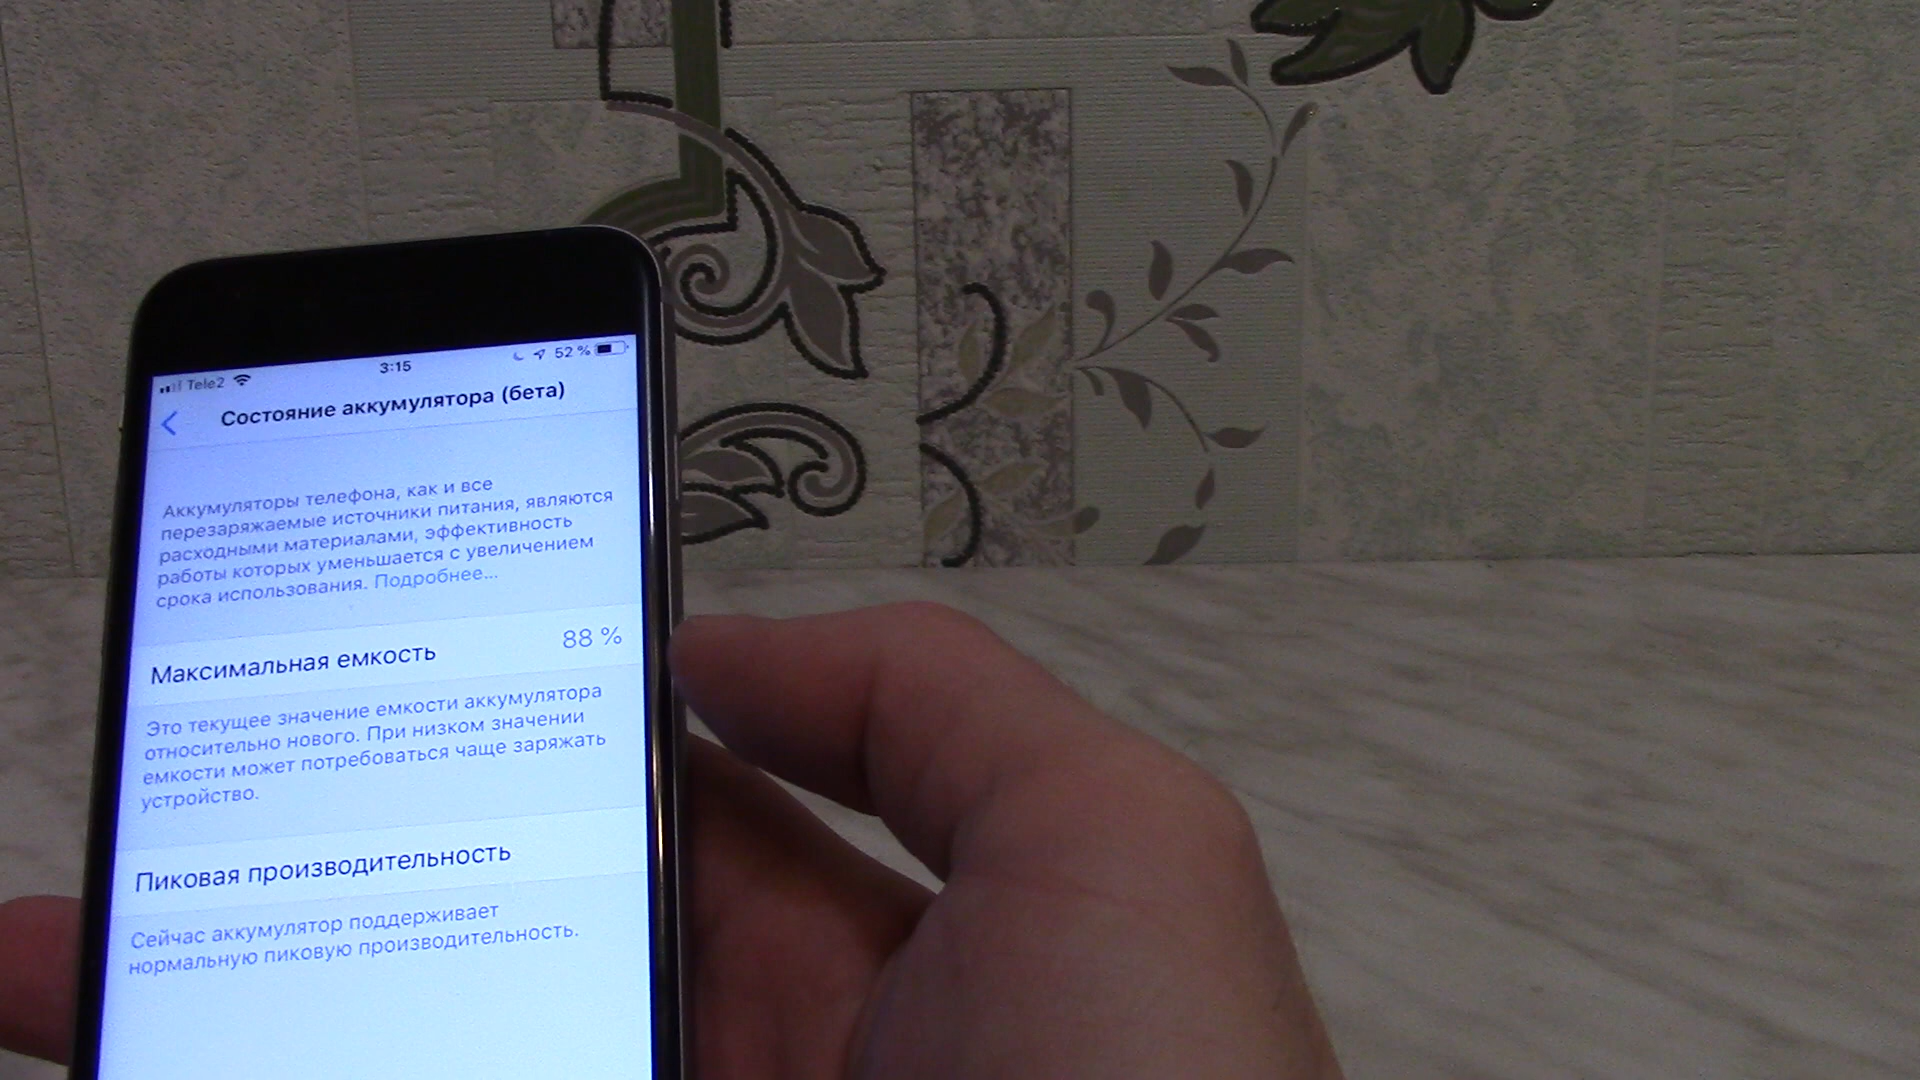 Tele2
3:15
52 %
Состояние аккумулятора (бета)
Аккумуляторы телефона, как и все
перезаряжаемые источники питания, являются
расходными материалами, эффективность
работы которых уменьшается с увеличением
срока использования. Подробнее...
Максимальная емкость 88 %
Это текущее значение емкости аккумулятора
относительно нового. При низком значении
емкости может потребоваться чаще заряжать
устройство.
Пиковая производительность
Сейчас аккумулятор поддерживает
нормальную пиковую производительность.